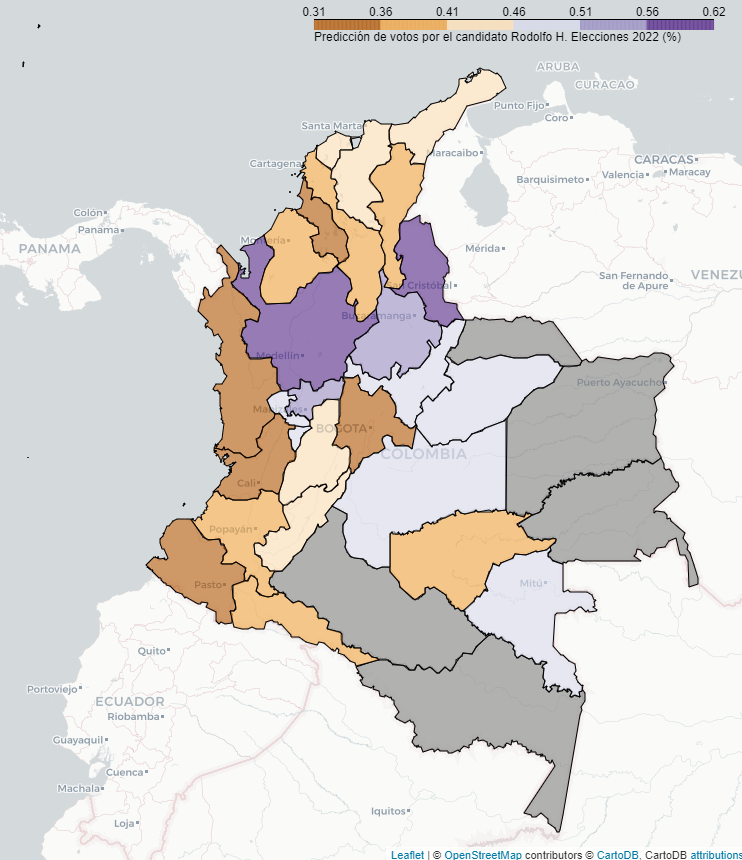 0.31 0.36 0.41 0.46 0.51 0.56 0.62
Predicción de votos por el candidato Rodolfo H. Elecciones 2022 (%)
ARUBA
CURACAO
Punto Fijo
Coro
Santa Marta
Maracaibo
CARACAS
Cartagena
Valencia
Maracay
Barquisimeto
Colón
Panama
PANAMA
Montería
Mérida
San Fernando
de Apure
VENEZU
San Cristóbal
Bucaramanga
Medellín
Puerto Ayacucho
Manizales
BOGOTA
COLOMBIA
Cali
Popayán
Mitú
Pasto
Quito
Portoviejo
ECUADOR
Riobamba
Guayaquil
Cuenca
Machala
Iquitos
Loja
Leaflet | © OpenStreetMap contributors © CartoDB, CartoDB attributions